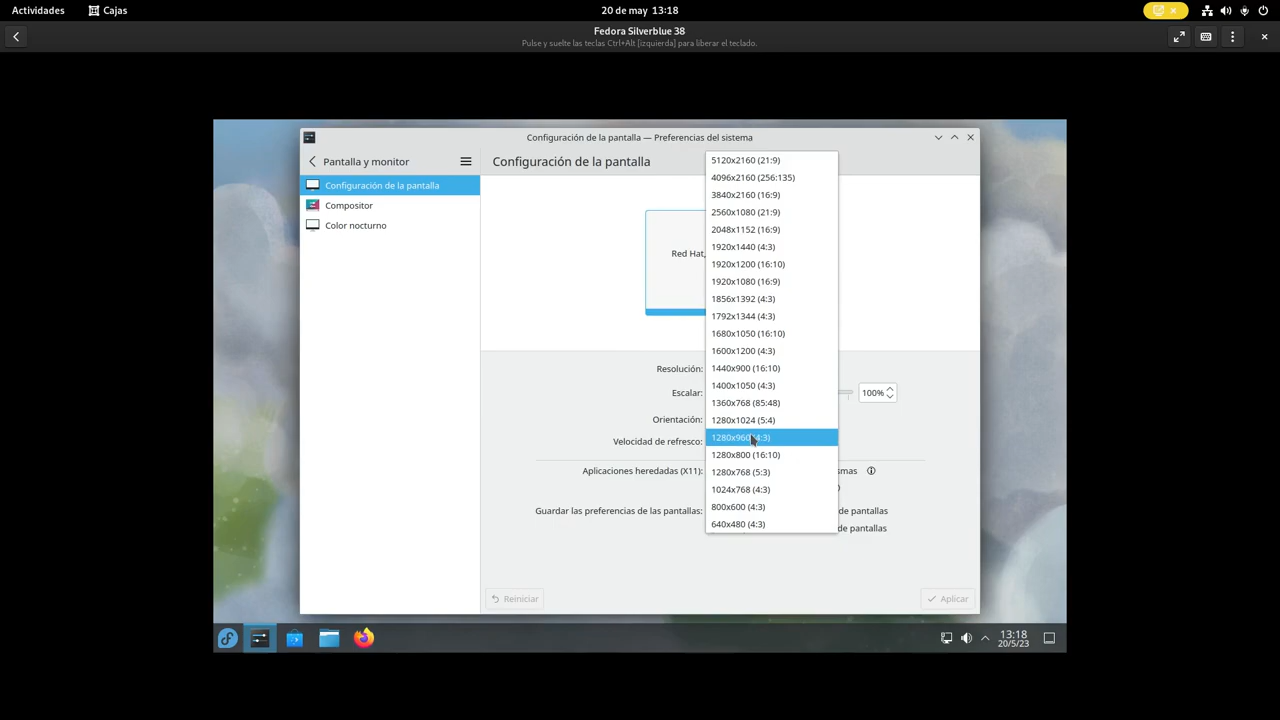 Actividades
Cajas
20 de may 13:18
Fedora Silverblue 38
Pulse y suelte las teclas Ctrl+Alt [izquierda] para liberar el teclado.
Configuración de la pantalla — Preferencias del sistema
Pantalla y monitor
Configuración de la pantalla
Configuración de la pantalla
Compositor
Color nocturno
Red Hat,
5120x2160 (21:9)
4096x2160 (256:135)
3840x2160 (16:9)
2560x1080 (21:9)
2048x1152 (16:9)
1920x1440 (4:3)
1920x1200 (16:10)
1920x1080 (16:9)
1856x1392 (4:3)
1792x1344 (4:3)
1680x1050 (16:10)
1600x1200 (4:3)
1440x900 (16:10)
1400x1050 (4:3)
1360x768 (85:48)
1280x1024 (5:4)
1280x960 (4:3)
1280x800 (16:10)
1280x768 (5:3)
1024x768 (4:3)
800x600 (4:3)
640x480 (4:3)
Resolución:
Escalar:
100%
Orientación:
Velocidad de refresco:
Aplicaciones heredadas (X11):
smas
)
Guardar las preferencias de las pantallas:
de pantallas
de pantallas
Reiniciar
Aplicar
13:18
20/5/23